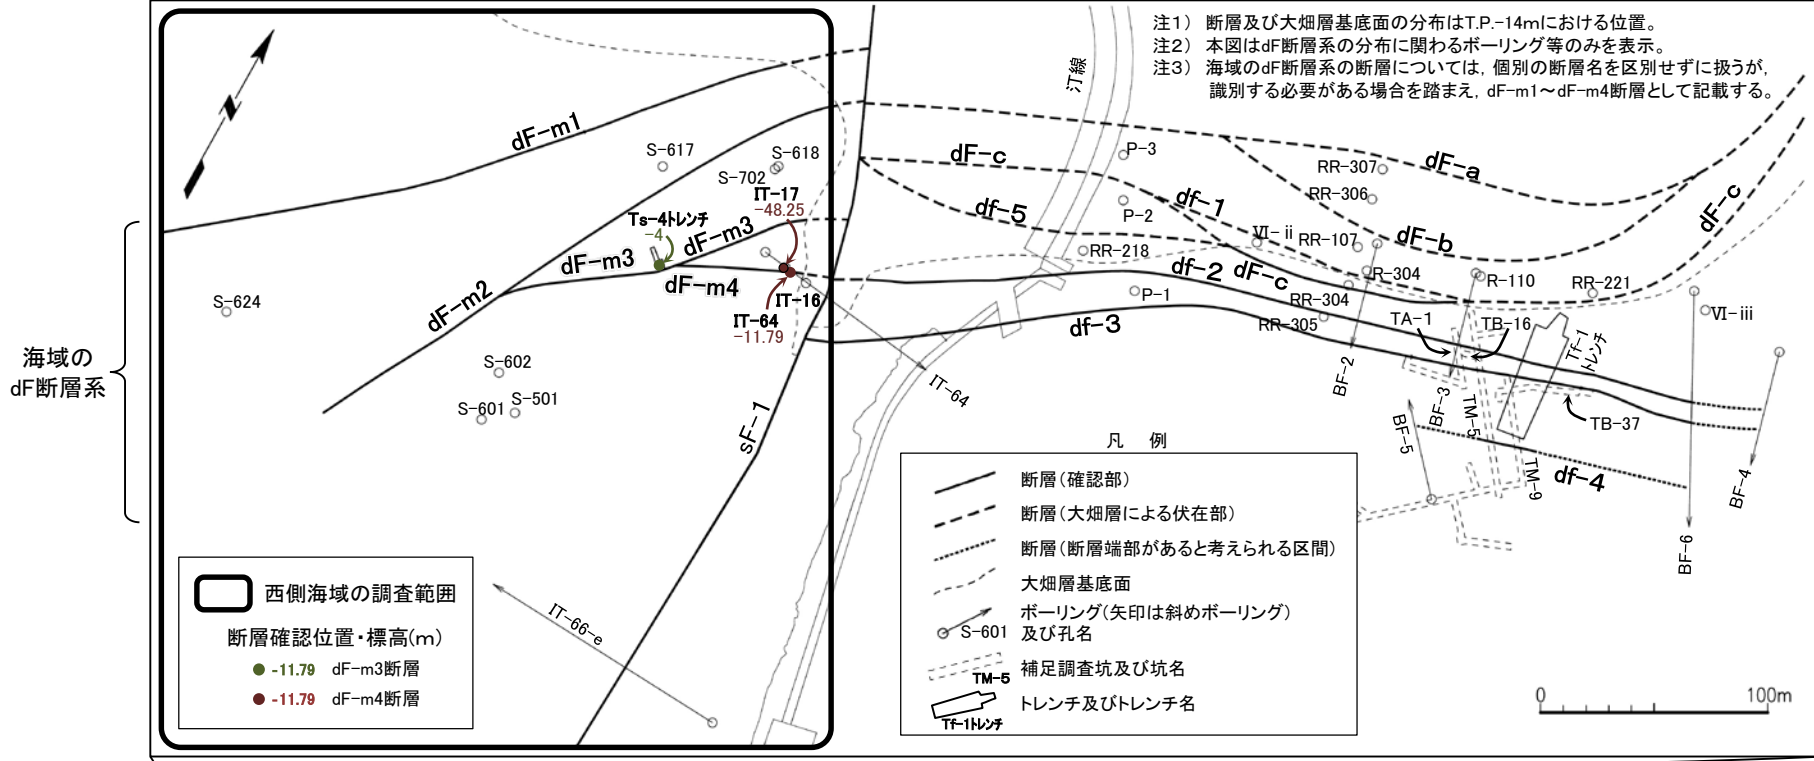 注1) 断層及び大畑層基底面の分布はT.P.-14mにおける位置。
注2) 本図はdF断層系の分布に関わるボーリング等のみを表示。
注3) 海域のdF断層系の断層については，個別の断層名を区別せずに扱うが，
識別する必要がある場合を踏まえ，dF-m1～dF-m4断層として記載する。
汀線
N
dF-m1
S-617
S-618
S-702
IT-17
-48.25
Ts-4トレンチ
-4
dF-m3
dF-m3
dF-m4
dF-m2
IT-16
IT-64
-11.79
S-624
S-602
S-601
S-501
海域の
dF断層系
sF-1
IT-64
IT-66-e
dF-c
P-3
RR-307
dF-a
RR-306
df-1
df-5
P-2
VI-ii
RR-107
dF-b
dF-c
RR-218
df-2
dF-c
R-304
R-110
RR-221
RR-304
P-1
df-3
RR-305
TA-1
TB-16
Tf-1
トレンチ
VI-iii
BF-2
BF-3
TM-5
BF-5
TB-37
TM-9
df-4
BF-4
BF-6
凡 例
断層(確認部)
断層(大畑層による伏在部)
断層(断層端部があると考えられる区間)
大畑層基底面
ボーリング(矢印は斜めボーリング)
S-601 及び孔名
補足調査坑及び坑名
TM-5
トレンチ及びトレンチ名
Tf-1トレンチ
西側海域の調査範囲
断層確認位置・標高(m)
-11.79 dF-m3断層
-11.79 dF-m4断層
0 100m